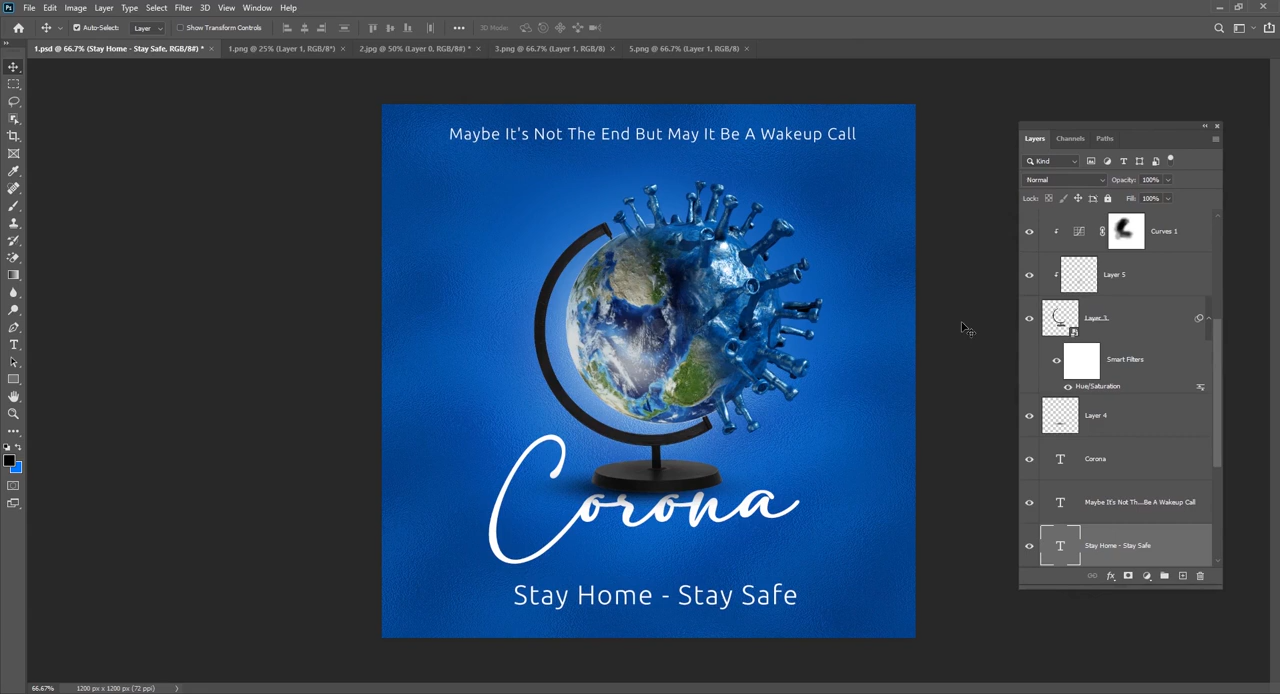 Ps File Edit Image Layer Type Select Filter 3D View Window Help
Auto-Select: Layer Show Transform Controls 3D Mode:
1.psd @ 66.7% (Stay Home - Stay Safe, RGB/8#) * 1.png @ 25% (Layer 1, RGB/8*) 2.jpg @ 50% (Layer 0, RGB/8#) * 3.png @ 66.7% (Layer 1, RGB/8) 5.png @ 66.7% (Layer 1, RGB/8)
Maybe It's Not The End But May It Be A Wakeup Call
Corona
Stay Home - Stay Safe
Layers Channels Paths
Kind
Normal Opacity: 100%
Lock: Fill: 100%
Curves 1
Layer 5
Layer 3
Smart Filters
Hue/Saturation
Layer 4
Corona
Maybe It's Not Th...Be A Wakeup Call
Stay Home - Stay Safe
66.67% 1200 px x 1200 px (72 ppi)